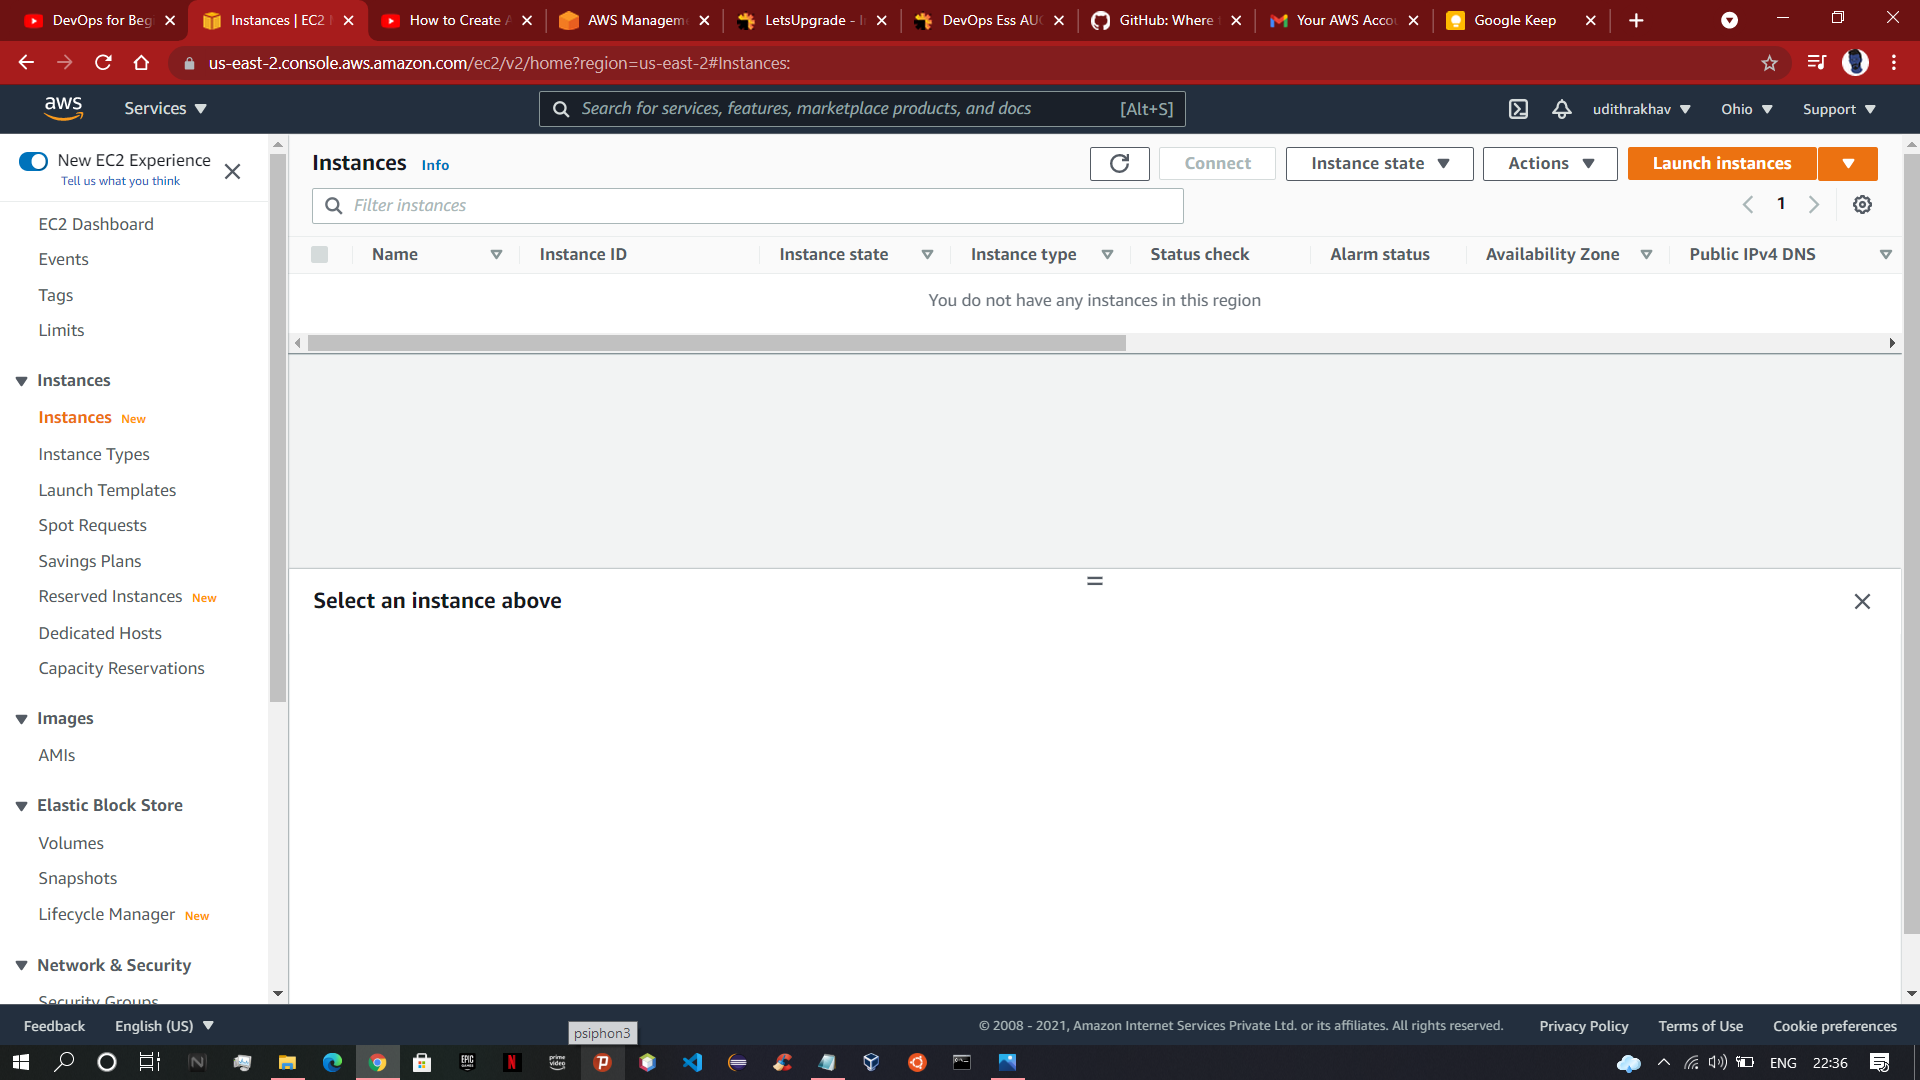 DevOps for Beg
Instances | EC2
How to Create A
AWS Managem
LetsUpgrade - I
DevOps Ess AUG
GitHub: Where
Your AWS Accou
Google Keep
us-east-2.console.aws.amazon.com/ec2/v2/home?region=us-east-2#Instances:
aws
Services
Search for services, features, marketplace products, and docs
[Alt+S]
udithrakhav
Ohio
Support
New EC2 Experience
Tell us what you think
EC2 Dashboard
Events
Tags
Limits
Instances
Instances New
Instance Types
Launch Templates
Spot Requests
Savings Plans
Reserved Instances New
Dedicated Hosts
Capacity Reservations
Images
AMIs
Elastic Block Store
Volumes
Snapshots
Lifecycle Manager New
Network & Security
Security Groups
Instances Info
Connect
Instance state
Actions
Launch instances
Filter instances
1
Name
Instance ID
Instance state
Instance type
Status check
Alarm status
Availability Zone
Public IPv4 DNS
You do not have any instances in this region
Select an instance above
Feedback
English (US)
psiphon3
© 2008 - 2021, Amazon Internet Services Private Ltd. or its affiliates. All rights reserved.
Privacy Policy
Terms of Use
Cookie preferences
EPIC
GAMES
prime
video
ENG
22:36